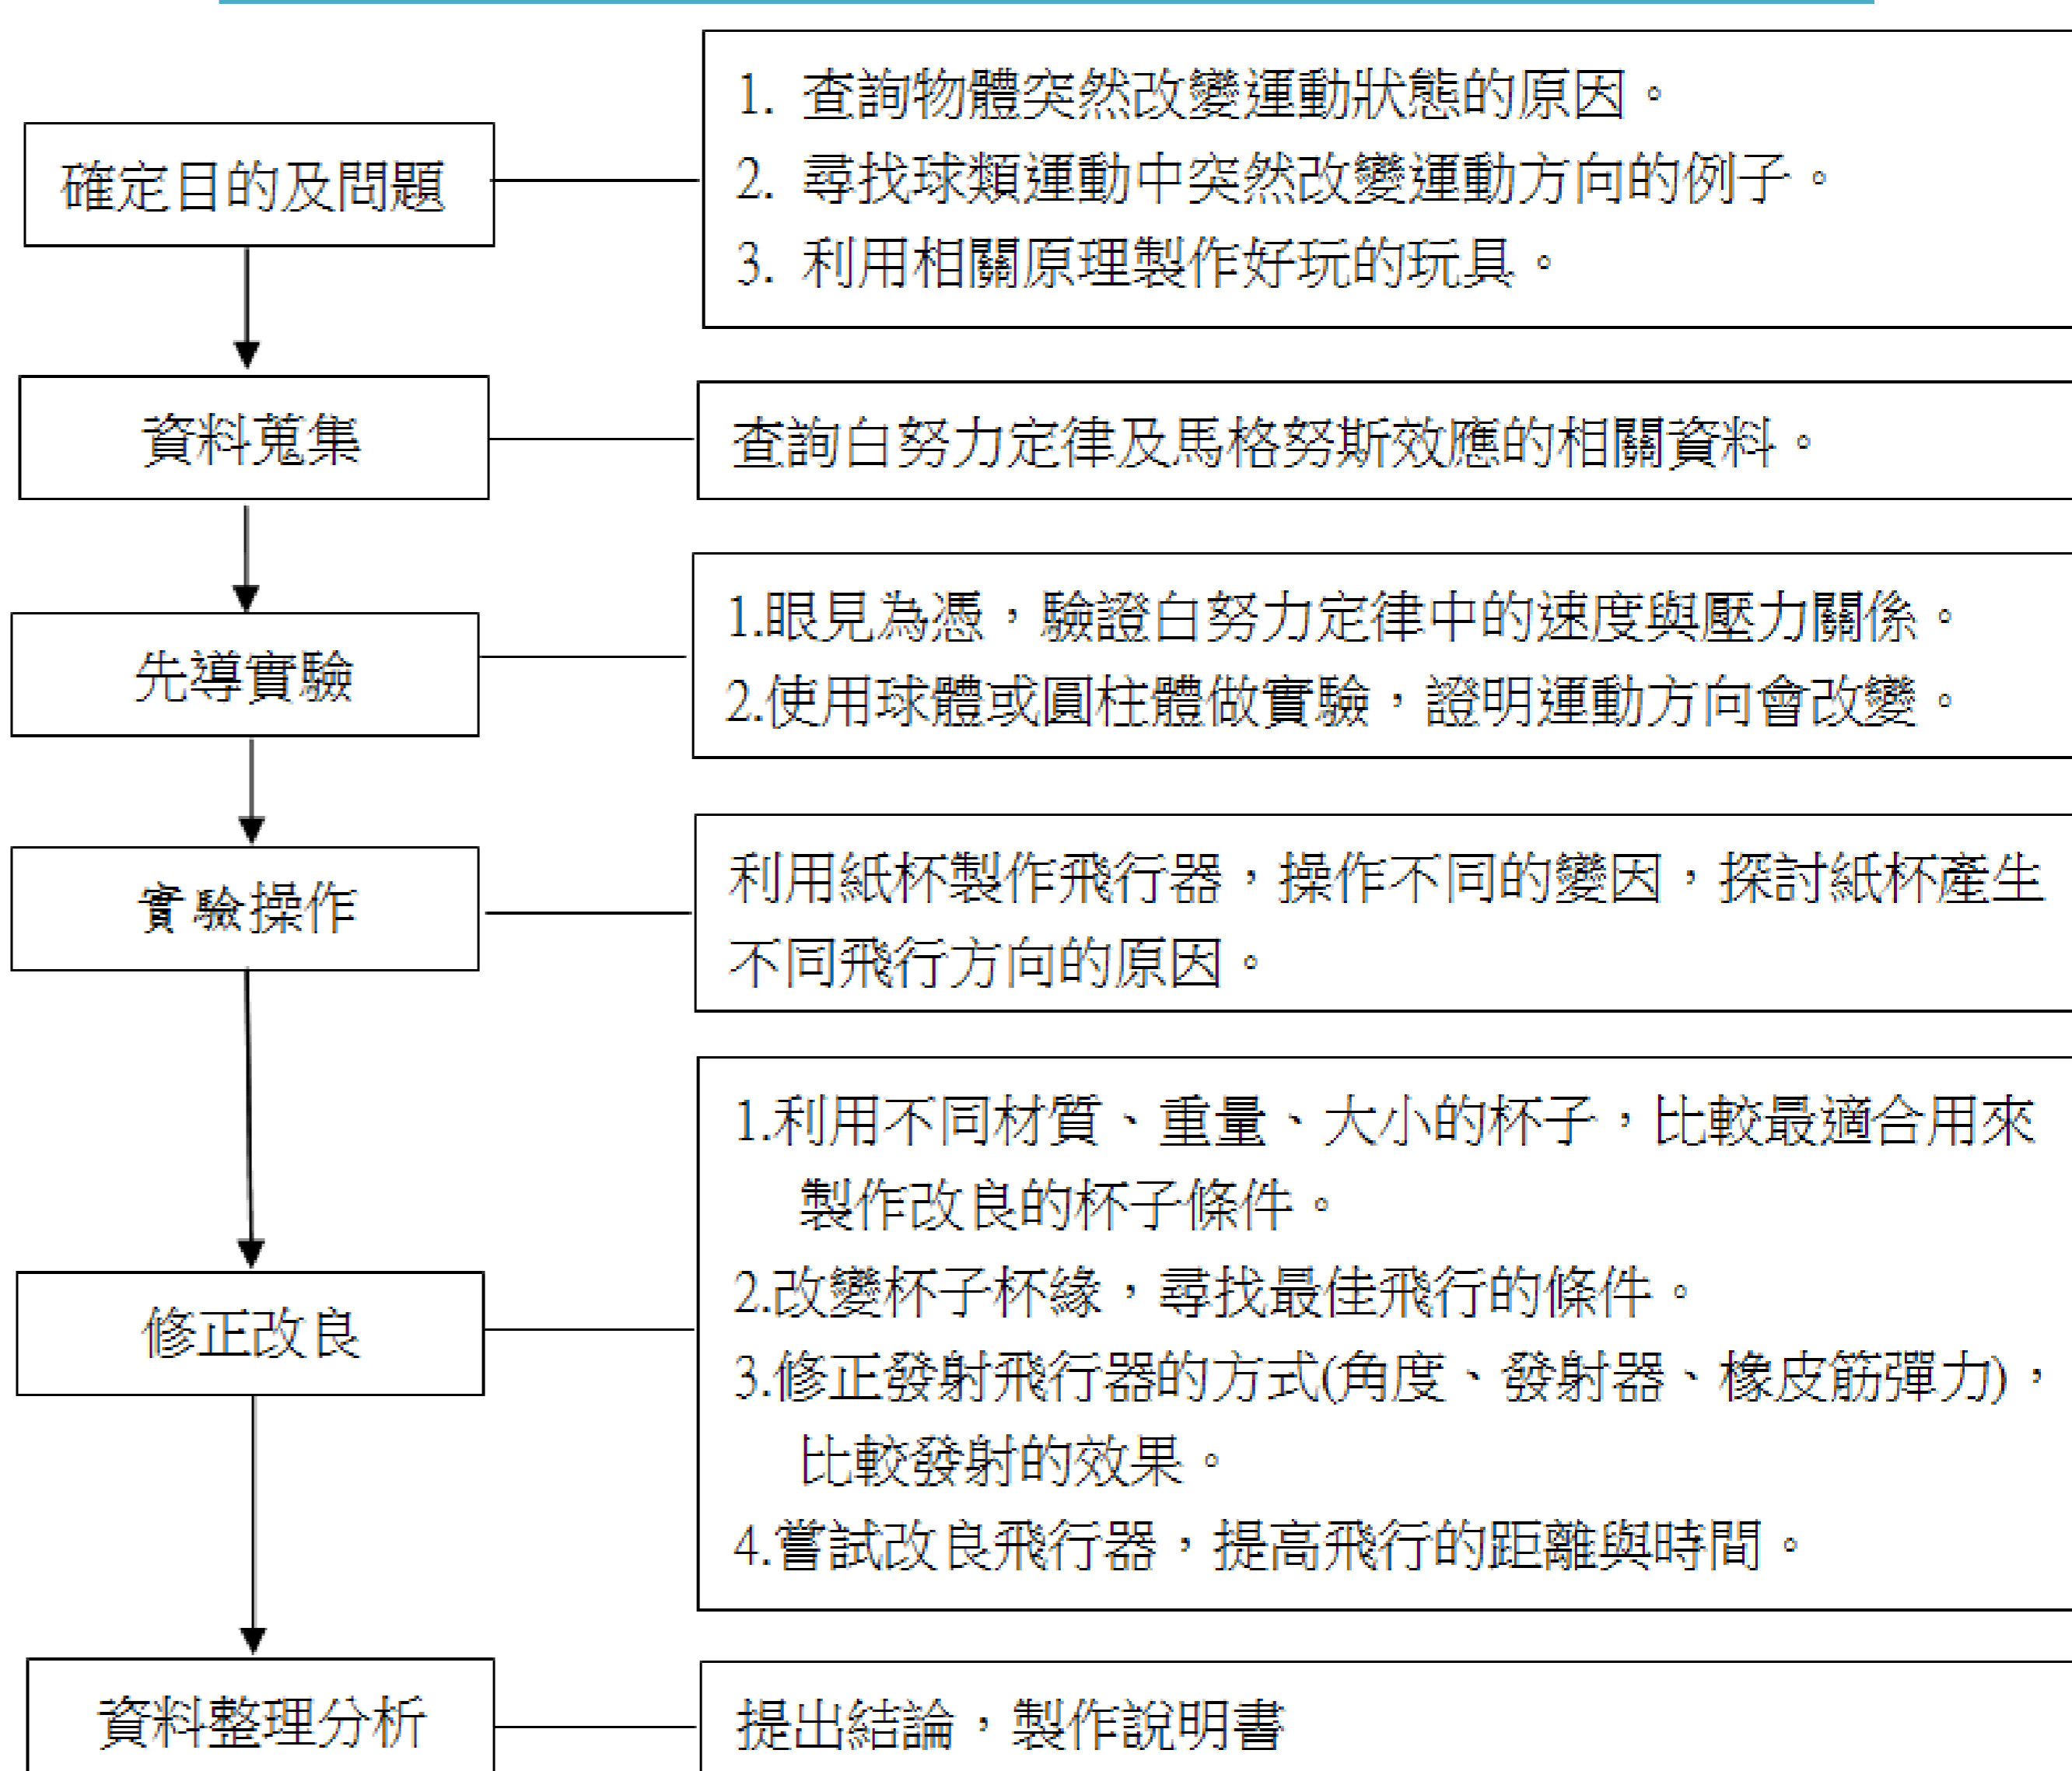 確定目的及問題
1. 查詢物體突然改變運動狀態的原因。
2. 尋找球類運動中突然改變運動方向的例子。
3. 利用相關原理製作好玩的玩具。
資料蒐集
查詢白努力定律及馬格努斯效應的相關資料。
先導實驗
1.眼見為憑，驗證白努力定律中的速度與壓力關係。
2.使用球體或圓柱體做實驗，證明運動方向會改變。
實驗操作
利用紙杯製作飛行器，操作不同的變因，探討紙杯產生
不同飛行方向的原因。
修正改良
1.利用不同材質、重量、大小的杯子，比較最適合用來
製作改良的杯子條件。
2.改變杯子杯緣，尋找最佳飛行的條件。
3.修正發射飛行器的方式(角度、發射器、橡皮筋彈力)，
比較發射的效果。
4.嘗試改良飛行器，提高飛行的距離與時間。
資料整理分析
提出結論，製作說明書